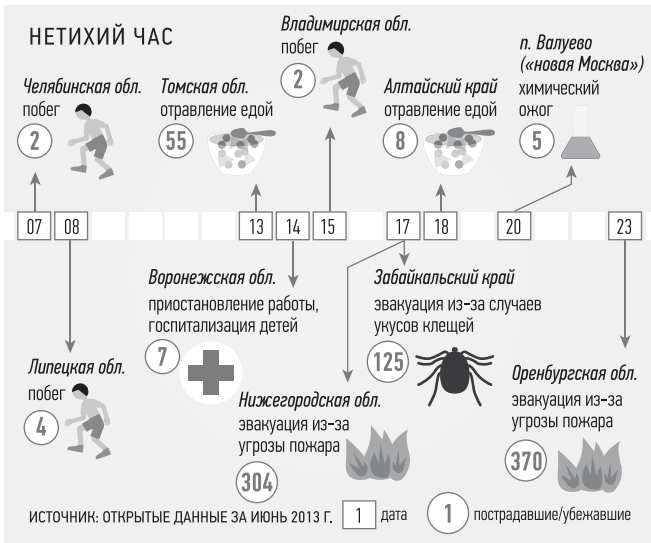 НЕТИХИЙ ЧАС
Владимирская обл.
побег
2
п. Валуево
(«новая Москва»)
химический
ожог
5
Челябинская обл.
побег
2
Томская обл.
отравление едой
55
Алтайский край
отравление едой
8
07 08 13 14 15 17 18 20 23
Воронежская обл.
приостановление работы,
госпитализация детей
7
Забайкальский край
эвакуация из-за случаев
укусов клещей
125
Липецкая обл.
побег
4
Нижегородская обл.
эвакуация из-за
угрозы пожара
304
Оренбургская обл.
эвакуация из-за
угрозы пожара
370
ИСТОЧНИК: ОТКРЫТЫЕ ДАННЫЕ ЗА ИЮНЬ 2013 Г. 1 дата 1 пострадавшие/убежавшие